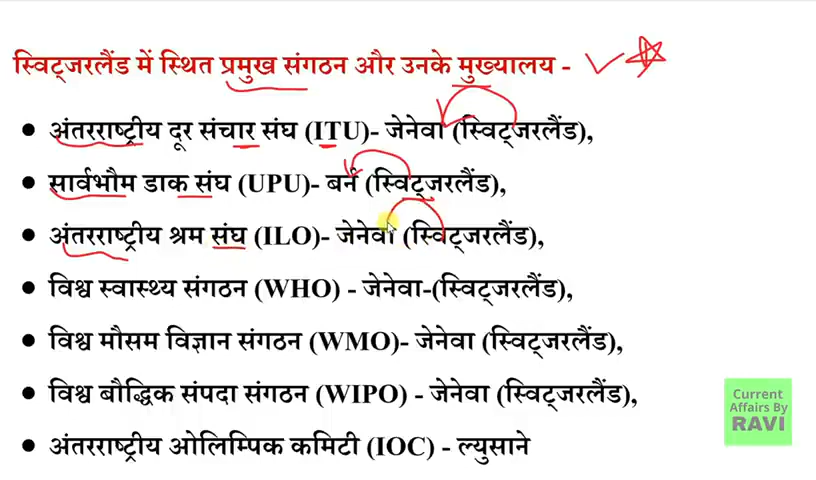 स्विट्जरलैंड में स्थित प्रमुख संगठन और उनके मुख्यालय -
• अंतरराष्ट्रीय दूर संचार संघ (ITU)- जेनेवा (स्विट्जरलैंड),
• सार्वभौम डाक संघ (UPU)- बर्न (स्विट्जरलैंड),
• अंतरराष्ट्रीय श्रम संघ (ILO)- जेनेवा (स्विट्जरलैंड),
• विश्व स्वास्थ्य संगठन (WHO) - जेनेवा-(स्विट्जरलैंड),
• विश्व मौसम विज्ञान संगठन (WMO)- जेनेवा (स्विट्जरलैंड),
• विश्व बौद्धिक संपदा संगठन (WIPO) - जेनेवा (स्विट्जरलैंड),
• अंतरराष्ट्रीय ओलिम्पिक कमिटी (IOC) - ल्युसाने
Current
Affairs By
RAVI